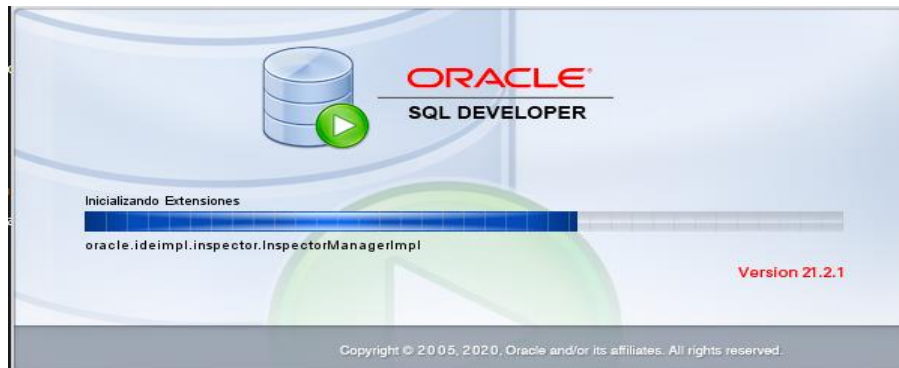 ORACLE
SQL DEVELOPER
Inicializando Extensiones
oracle.ideimpl.inspector.InspectorManagerImpl
Version 21.2.1
Copyright © 2005, 2020, Oracle and/or its affiliates. All rights reserved.